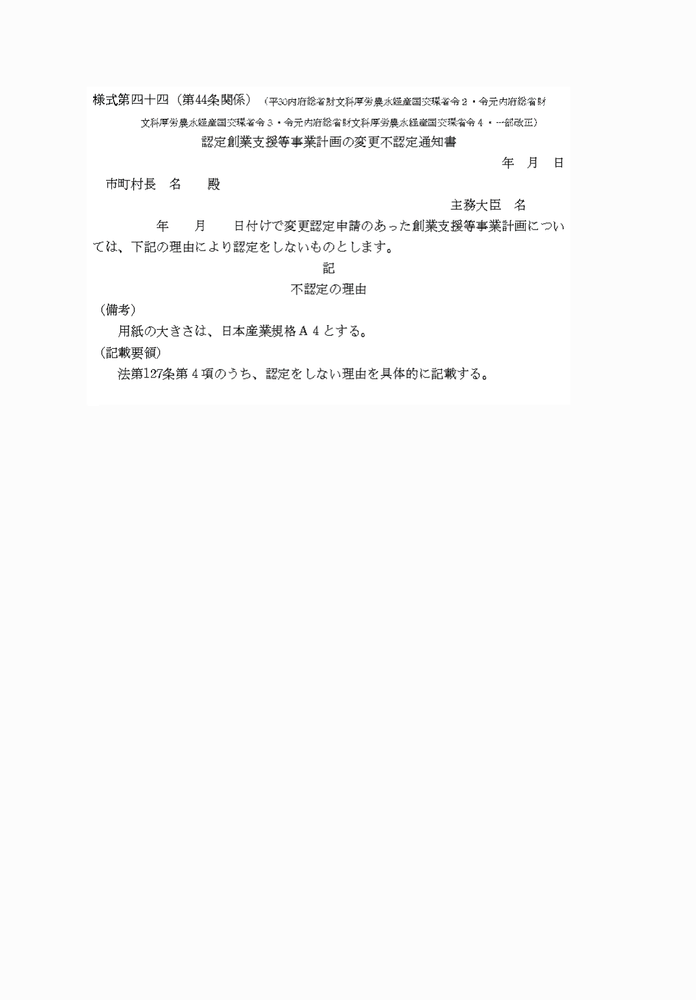 様式第四十四（第44条関係）（平30内府総省財文科厚労農水経産国交環省令２・令元内府総省財
文科厚労農水経産国交環省令３・令元内府総省財文科厚労農水経産国交環省令４・一部改正）
認定創業支援等事業計画の変更不認定通知書
年　月　日
市町村長　名　　殿
主務大臣　名
年　　月　　日付けで変更認定申請のあった創業支援等事業計画につい
ては、下記の理由により認定をしないものとします。
記
不認定の理由
（備考）
用紙の大きさは、日本産業規格Ａ４とする。
（記載要領）
法第127条第４項のうち、認定をしない理由を具体的に記載する。